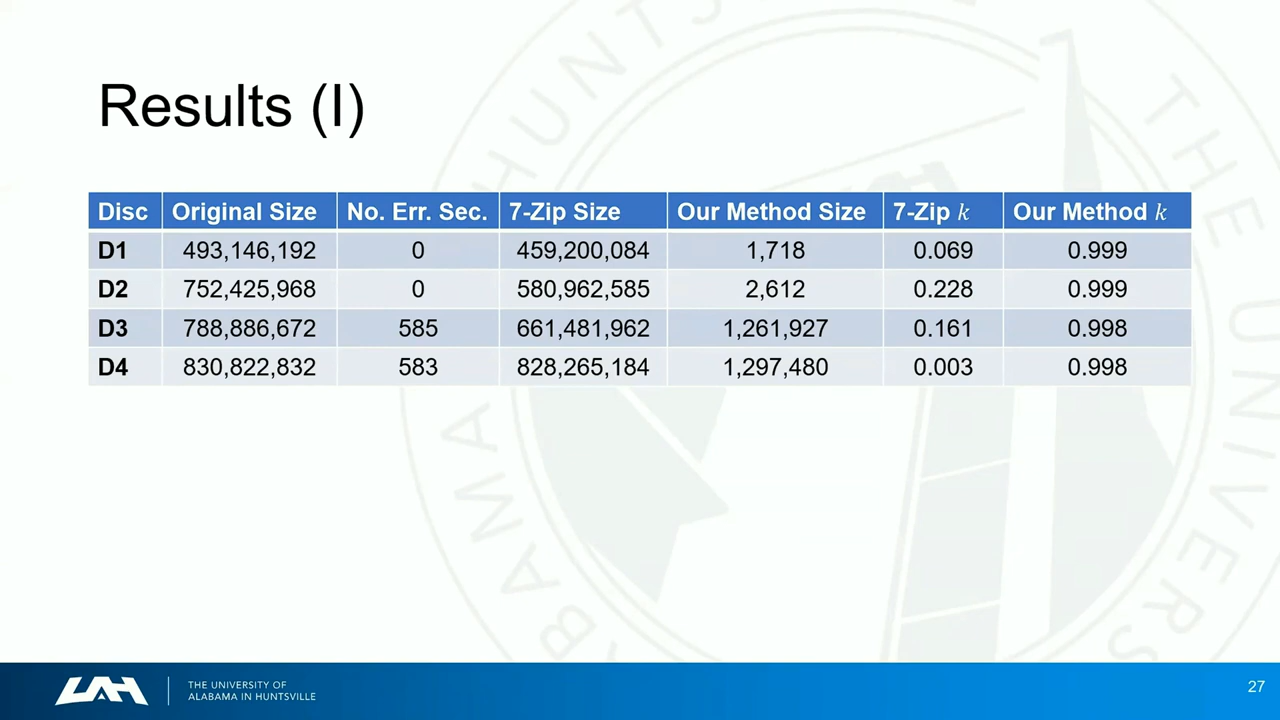 Results (I)
Disc Original Size No. Err. Sec. 7-Zip Size Our Method Size 7-Zip k Our Method k
D1 493,146,192 0 459,200,084 1,718 0.069 0.999
D2 752,425,968 0 580,962,585 2,612 0.228 0.999
D3 788,886,672 585 661,481,962 1,261,927 0.161 0.998
D4 830,822,832 583 828,265,184 1,297,480 0.003 0.998
UAH
THE UNIVERSITY OF
ALABAMA IN HUNTSVILLE
27